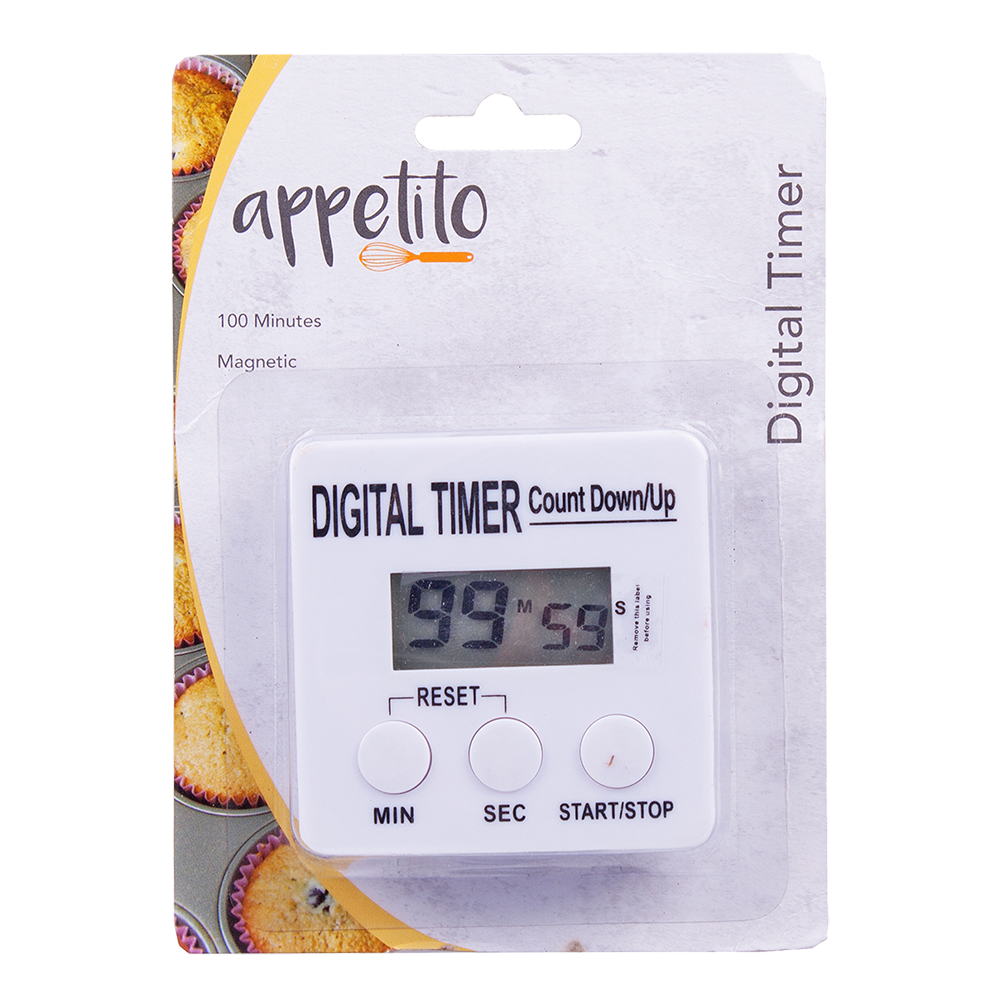 appetito
100 Minutes
Magnetic
Digital Timer
DIGITAL TIMER Count Down/Up
99 M 59 S
Remove this label
before using
RESET
MIN SEC START/STOP